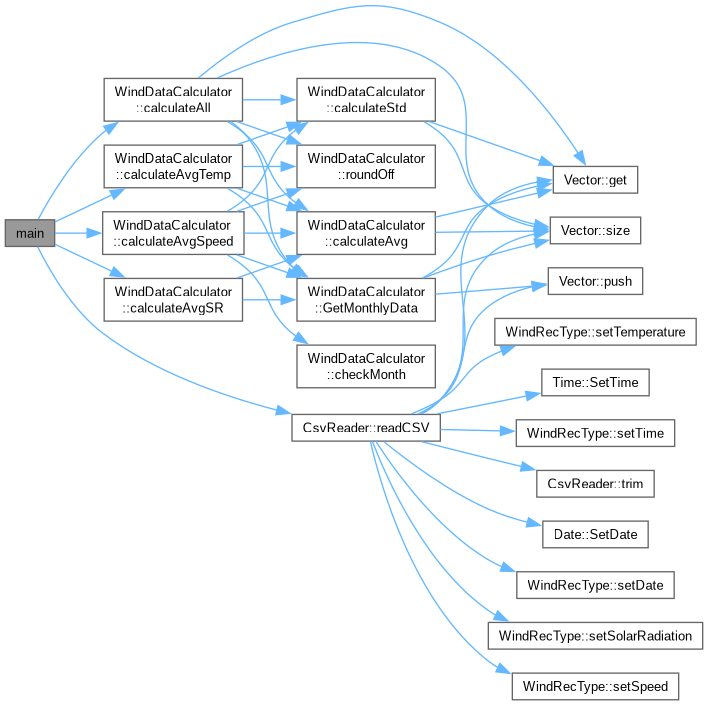 main
WindDataCalculator
::calculateAll
WindDataCalculator
::calculateAvgTemp
WindDataCalculator
::calculateAvgSpeed
WindDataCalculator
::calculateAvgSR
WindDataCalculator
::calculateStd
WindDataCalculator
::roundOff
WindDataCalculator
::calculateAvg
WindDataCalculator
::GetMonthlyData
WindDataCalculator
::checkMonth
CsvReader::readCSV
Vector::get
Vector::size
Vector::push
WindRecType::setTemperature
Time::SetTime
WindRecType::setTime
CsvReader::trim
Date::SetDate
WindRecType::setDate
WindRecType::setSolarRadiation
WindRecType::setSpeed